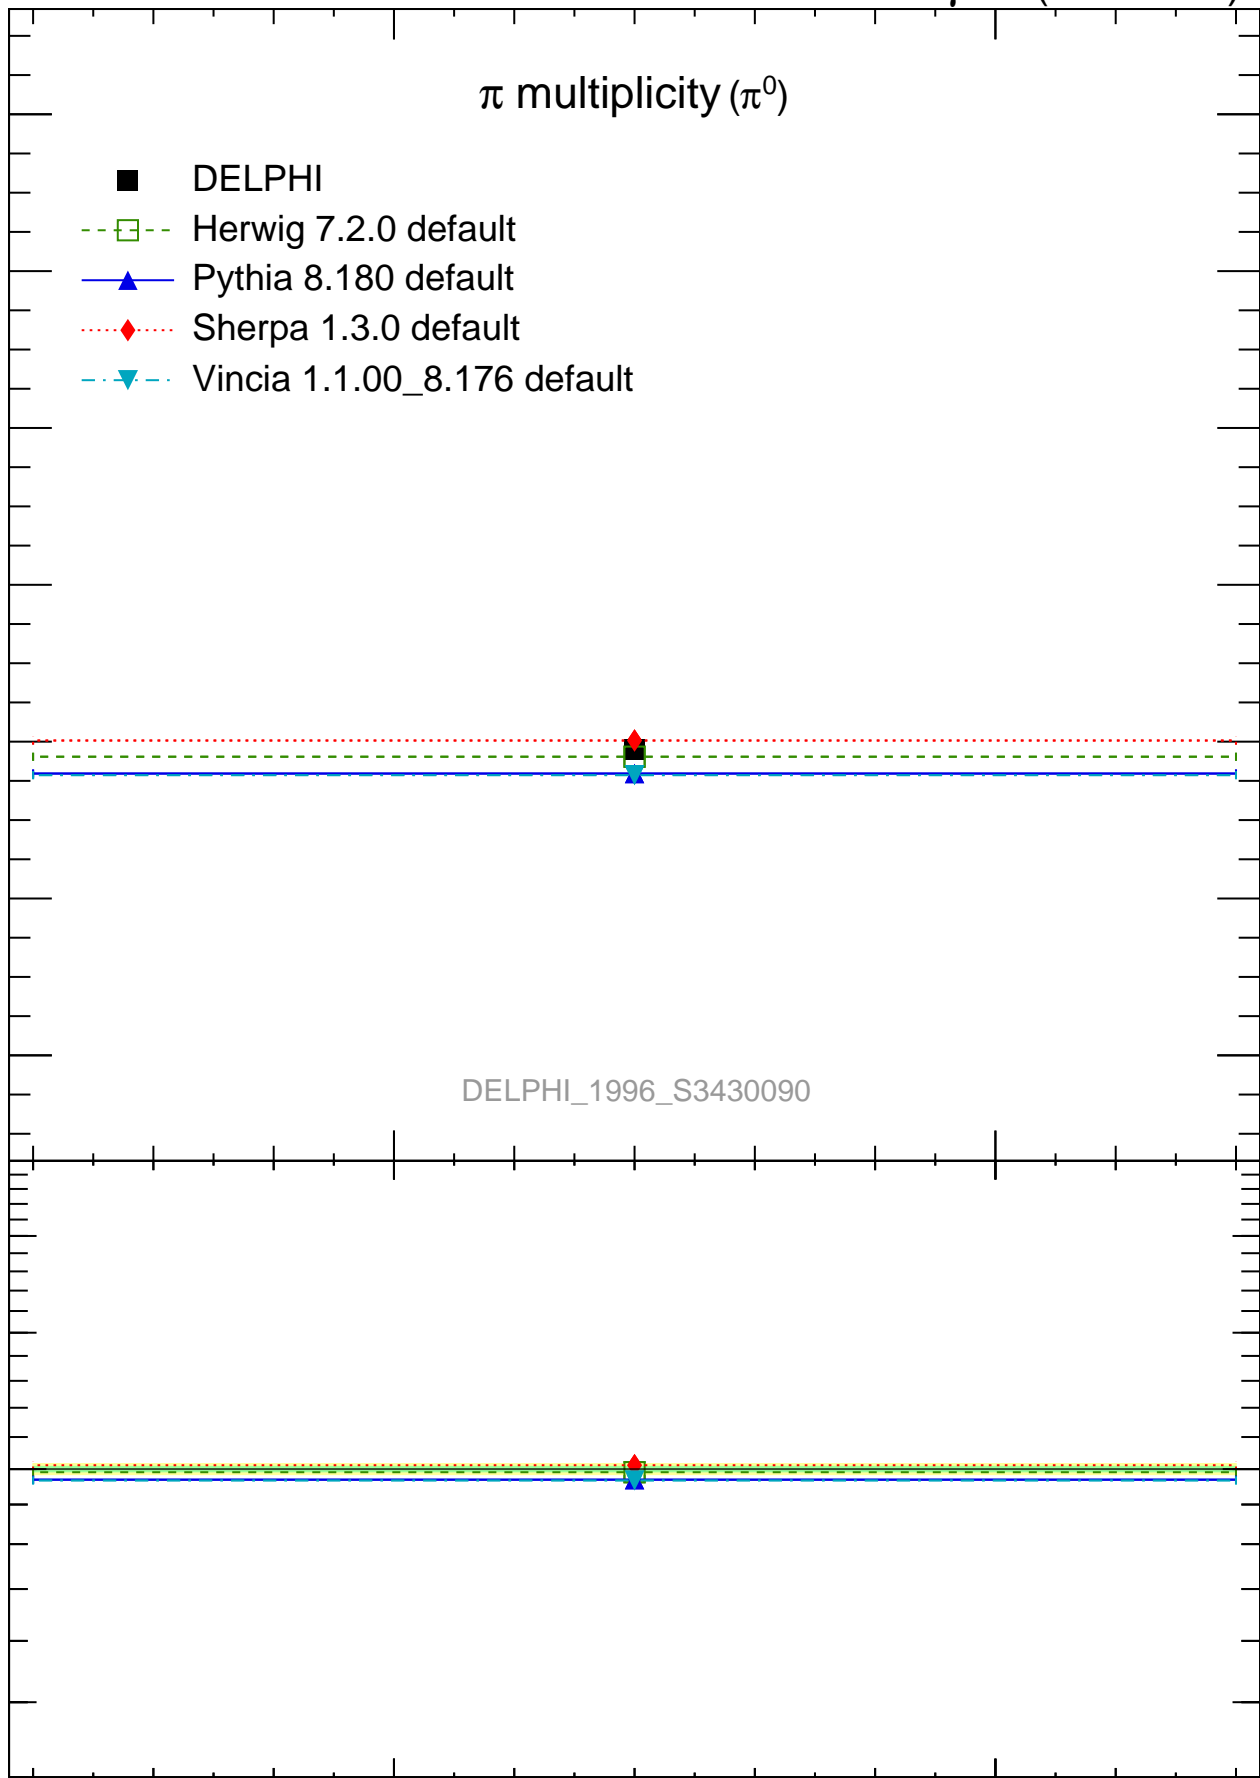 π multiplicity (π⁰)
DELPHI
Herwig 7.2.0 default
Pythia 8.180 default
Sherpa 1.3.0 default
Vincia 1.1.00_8.176 default
DELPHI_1996_S3430090